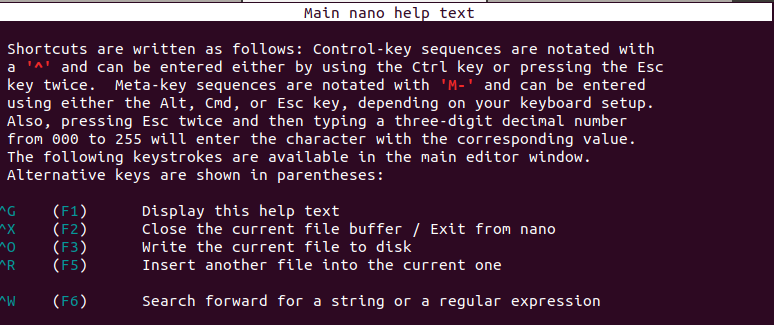 Main nano help text
Shortcuts are written as follows: Control-key sequences are notated with
a '^' and can be entered either by using the Ctrl key or pressing the Esc
key twice.  Meta-key sequences are notated with 'M-' and can be entered
using either the Alt, Cmd, or Esc key, depending on your keyboard setup.
Also, pressing Esc twice and then typing a three-digit decimal number
from 000 to 255 will enter the character with the corresponding value.
The following keystrokes are available in the main editor window.
Alternative keys are shown in parentheses:
^G    (F1)      Display this help text
^X    (F2)      Close the current file buffer / Exit from nano
^O    (F3)      Write the current file to disk
^R    (F5)      Insert another file into the current one
^W    (F6)      Search forward for a string or a regular expression